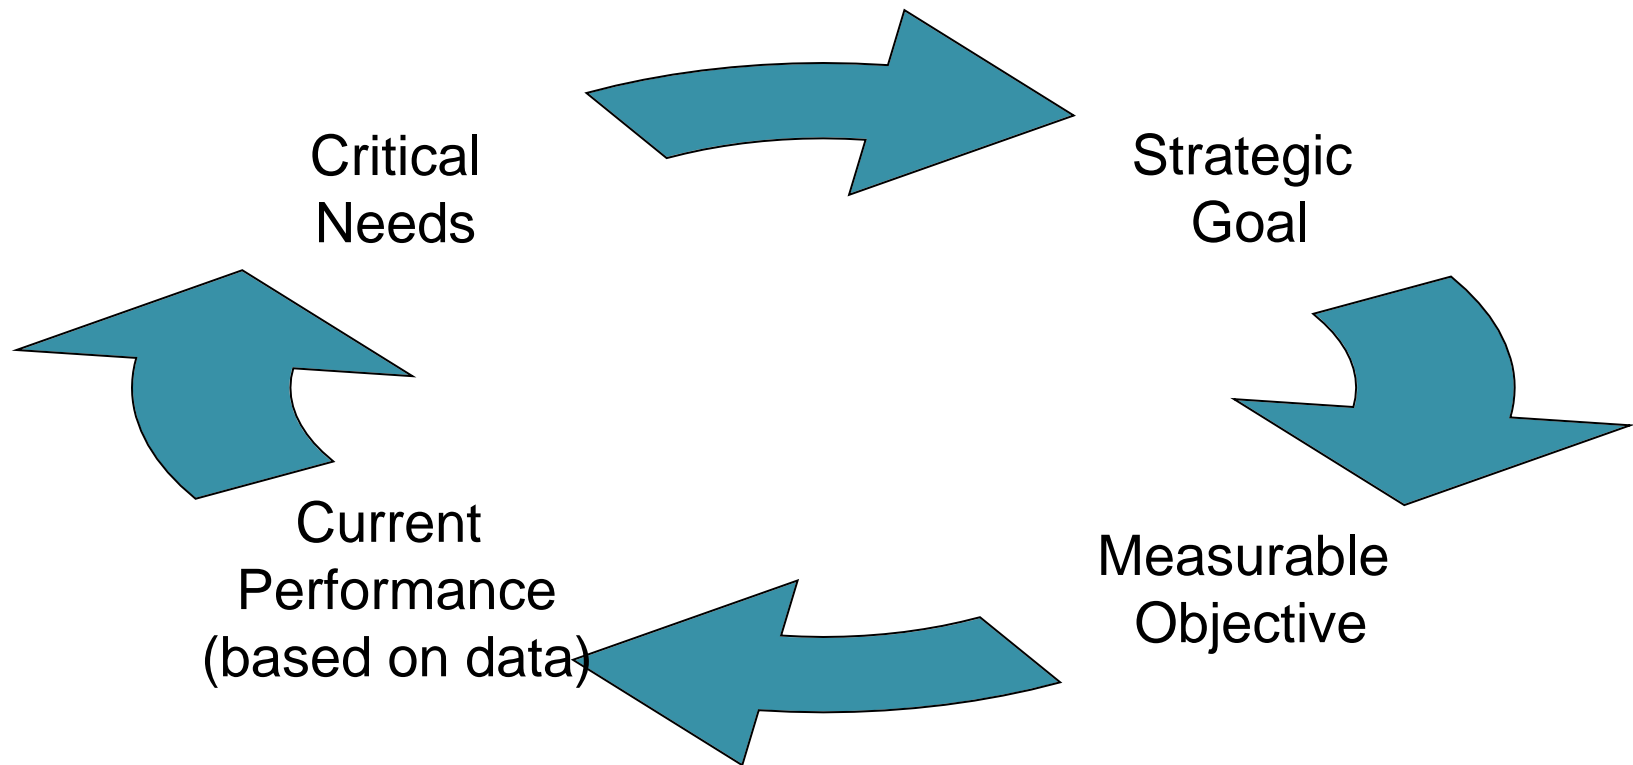 Critical
Needs
Strategic
Goal
Measurable
Objective
Current
Performance
(based on data)